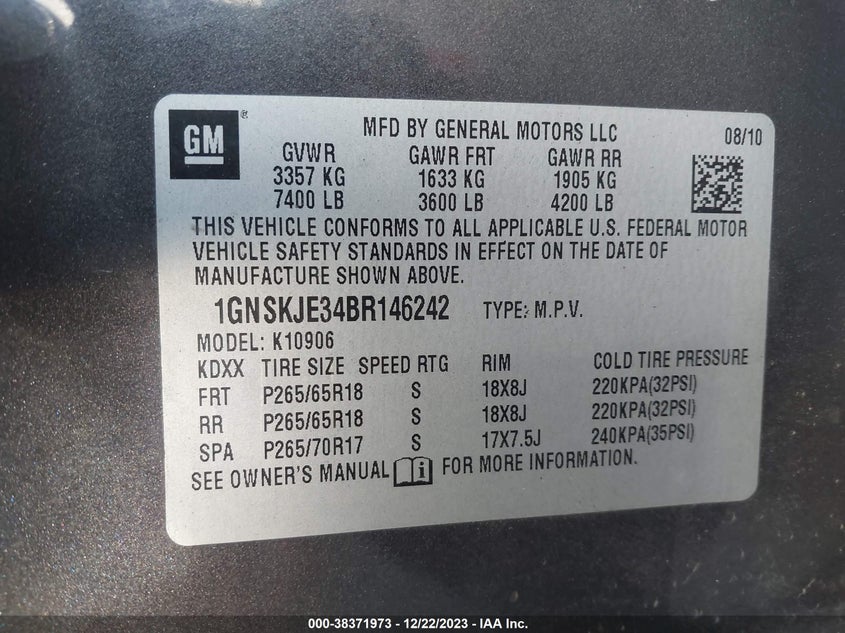 GM
®
MFD BY GENERAL MOTORS LLC 08/10
GVWR GAWR FRT GAWR RR
3357 KG 1633 KG 1905 KG
7400 LB 3600 LB 4200 LB
THIS VEHICLE CONFORMS TO ALL APPLICABLE U.S. FEDERAL MOTOR
VEHICLE SAFETY STANDARDS IN EFFECT ON THE DATE OF
MANUFACTURE SHOWN ABOVE.
1GNSKJE34BR146242 TYPE: M.P.V.
MODEL: K10906
KDXX TIRE SIZE SPEED RTG RIM COLD TIRE PRESSURE
FRT P265/65R18 S 18X8J 220KPA(32PSI)
RR P265/65R18 S 18X8J 220KPA(32PSI)
SPA P265/70R17 S 17X7.5J 240KPA(35PSI)
SEE OWNER'S MANUAL i FOR MORE INFORMATION.
000-38371973 - 12/22/2023 - IAA Inc.